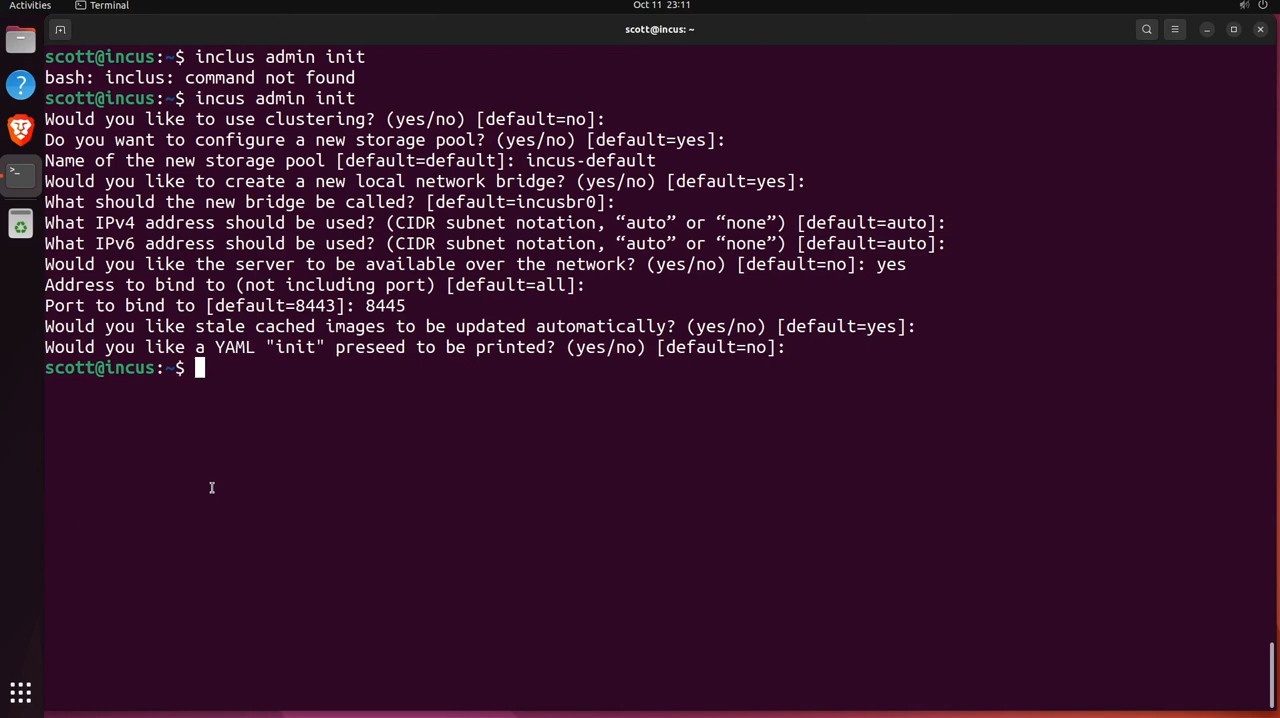 Activities
Terminal
Oct 11 23:11
scott@incus: ~
scott@incus:~$ inclus admin init
bash: inclus: command not found
scott@incus:~$ incus admin init
Would you like to use clustering? (yes/no) [default=no]:
Do you want to configure a new storage pool? (yes/no) [default=yes]:
Name of the new storage pool [default=default]: incus-default
Would you like to create a new local network bridge? (yes/no) [default=yes]:
What should the new bridge be called? [default=incusbr0]:
What IPv4 address should be used? (CIDR subnet notation, “auto” or “none”) [default=auto]:
What IPv6 address should be used? (CIDR subnet notation, “auto” or “none”) [default=auto]:
Would you like the server to be available over the network? (yes/no) [default=no]: yes
Address to bind to (not including port) [default=all]:
Port to bind to [default=8443]: 8445
Would you like stale cached images to be updated automatically? (yes/no) [default=yes]:
Would you like a YAML "init" preseed to be printed? (yes/no) [default=no]:
scott@incus:~$